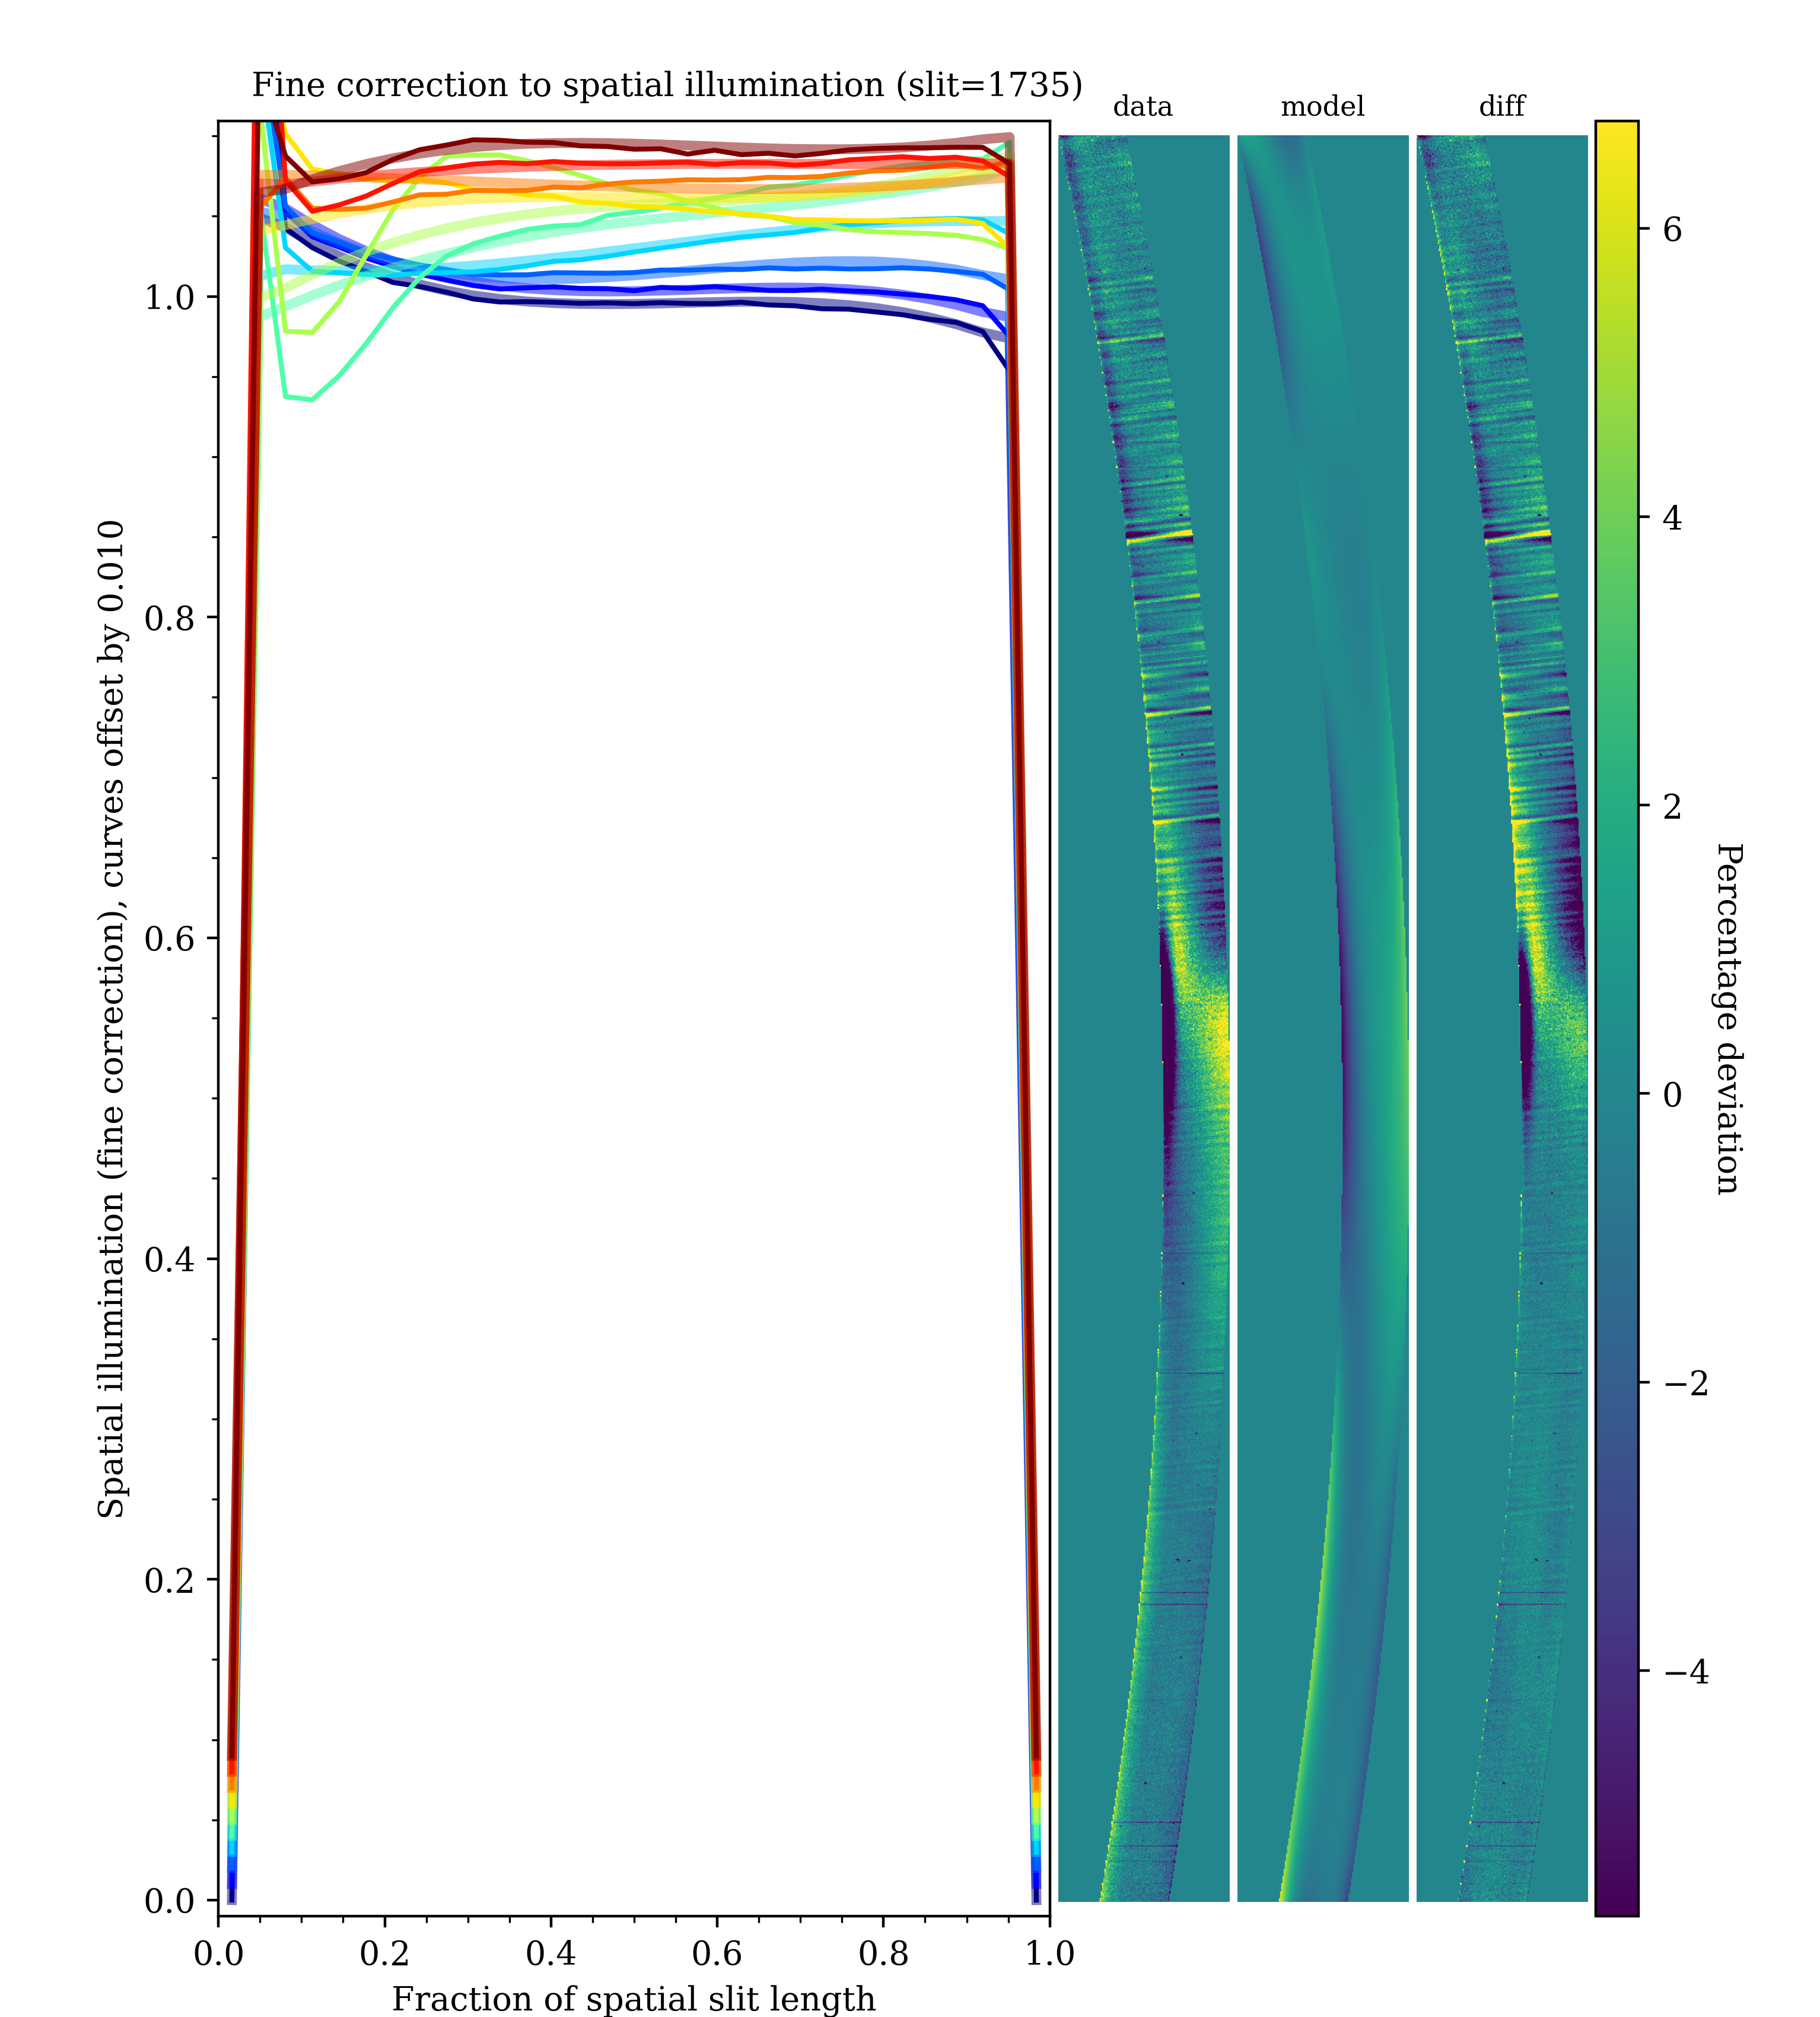 Fine correction to spatial illumination (slit=1735)
data
model
diff
Spatial illumination (fine correction), curves offset by 0.010
1.0
0.8
0.6
0.4
0.2
0.0
0.0
0.2
0.4
0.6
0.8
1.0
Fraction of spatial slit length
6
4
2
0
−2
−4
Percentage deviation